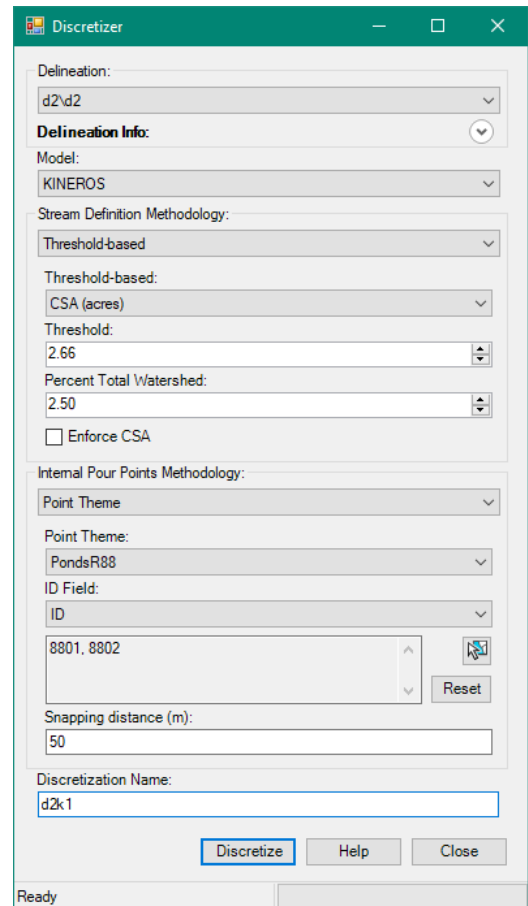 Discretizer
Delineation:
d2\d2
Delineation Info:
Model:
KINEROS
Stream Definition Methodology:
Threshold-based
Threshold-based:
CSA (acres)
Threshold:
2.66
Percent Total Watershed:
2.50
Enforce CSA
Internal Pour Points Methodology:
Point Theme
Point Theme:
PondsR88
ID Field:
ID
8801, 8802
Reset
Snapping distance (m):
50
Discretization Name:
d2k1
Discretize Help Close
Ready